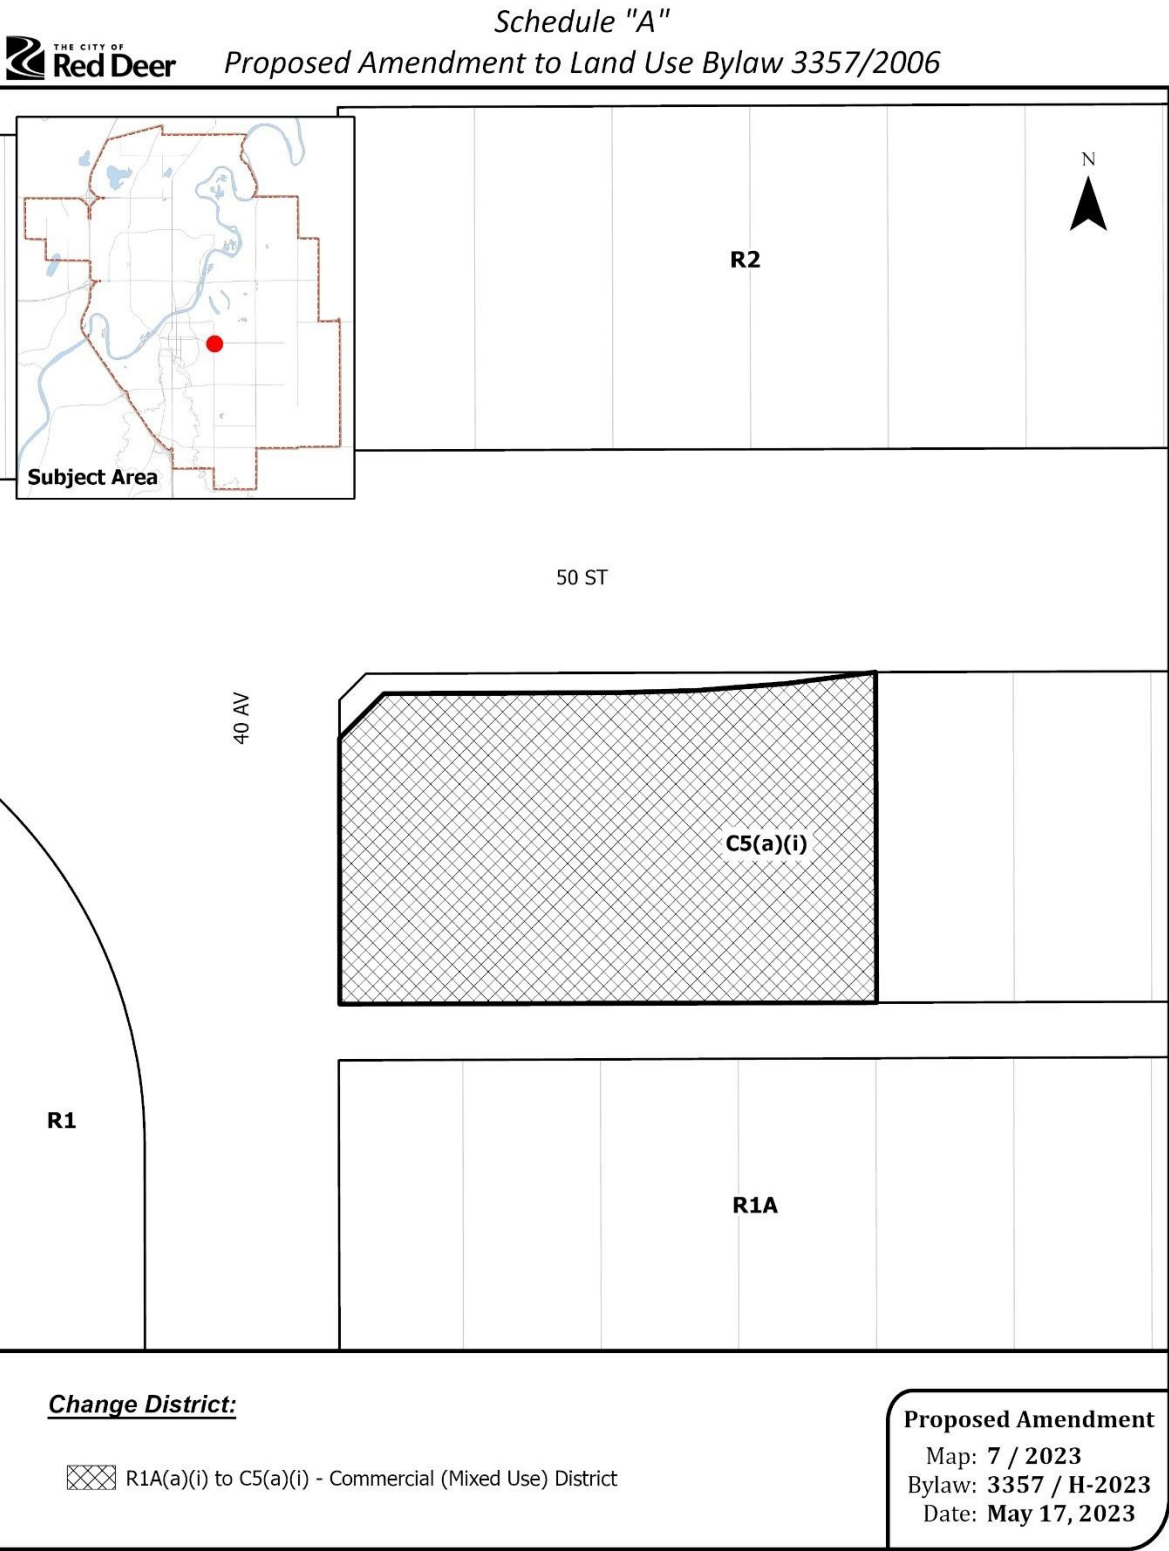 Schedule "A"
THE CITY OF
Red Deer
Proposed Amendment to Land Use Bylaw 3357/2006
N
R2
Subject Area
50 ST
40 AV
C5(a)(i)
R1
R1A
Change District:
R1A(a)(i) to C5(a)(i) - Commercial (Mixed Use) District
Proposed Amendment
Map: 7 / 2023
Bylaw: 3357 / H-2023
Date: May 17, 2023